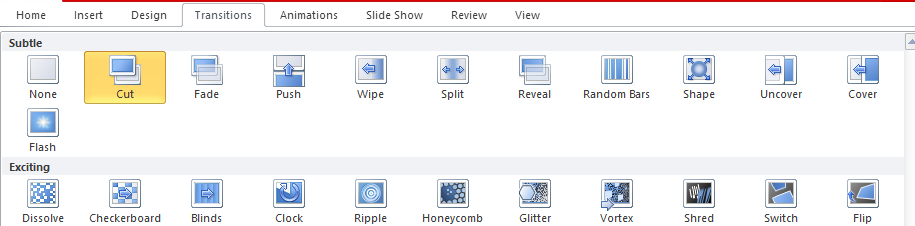 Home Insert Design Transitions Animations Slide Show Review View
Subtle
None Cut Fade Push Wipe Split Reveal Random Bars Shape Uncover Cover
Flash
Exciting
Dissolve Checkerboard Blinds Clock Ripple Honeycomb Glitter Vortex Shred Switch Flip